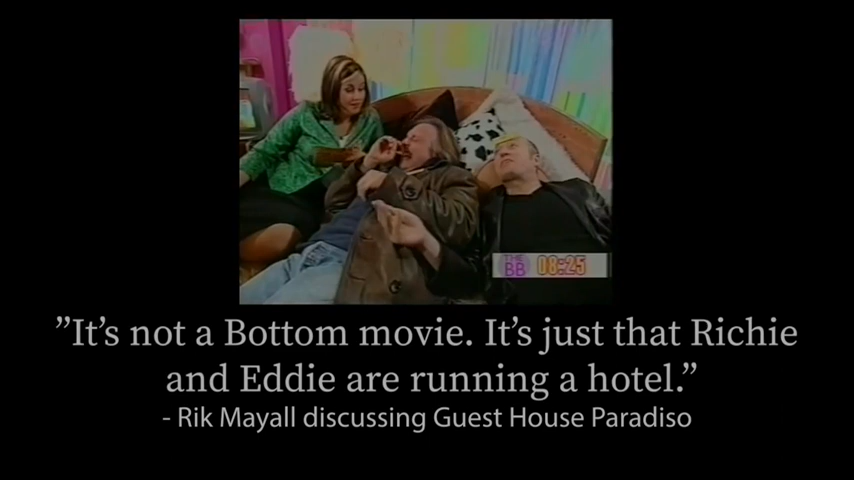 THE
BB 08:25
”It’s not a Bottom movie. It’s just that Richie
and Eddie are running a hotel.”
- Rik Mayall discussing Guest House Paradiso